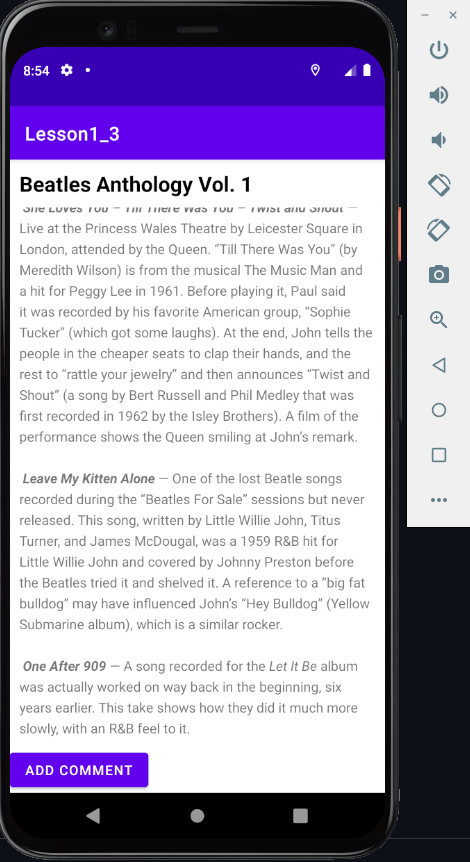 8:54
Lesson1_3
Beatles Anthology Vol. 1
She Loves You – Till There Was You – Twist and Shout —
Live at the Princess Wales Theatre by Leicester Square in
London, attended by the Queen. “Till There Was You” (by
Meredith Wilson) is from the musical The Music Man and
a hit for Peggy Lee in 1961. Before playing it, Paul said
it was recorded by his favorite American group, “Sophie
Tucker” (which got some laughs). At the end, John tells the
people in the cheaper seats to clap their hands, and the
rest to “rattle your jewelry” and then announces “Twist and
Shout” (a song by Bert Russell and Phil Medley that was
first recorded in 1962 by the Isley Brothers). A film of the
performance shows the Queen smiling at John’s remark.
Leave My Kitten Alone — One of the lost Beatle songs
recorded during the “Beatles For Sale” sessions but never
released. This song, written by Little Willie John, Titus
Turner, and James McDougal, was a 1959 R&B hit for
Little Willie John and covered by Johnny Preston before
the Beatles tried it and shelved it. A reference to a “big fat
bulldog” may have influenced John’s “Hey Bulldog” (Yellow
Submarine album), which is a similar rocker.
One After 909 — A song recorded for the Let It Be album
was actually worked on way back in the beginning, six
years earlier. This take shows how they did it much more
slowly, with an R&B feel to it.
ADD COMMENT